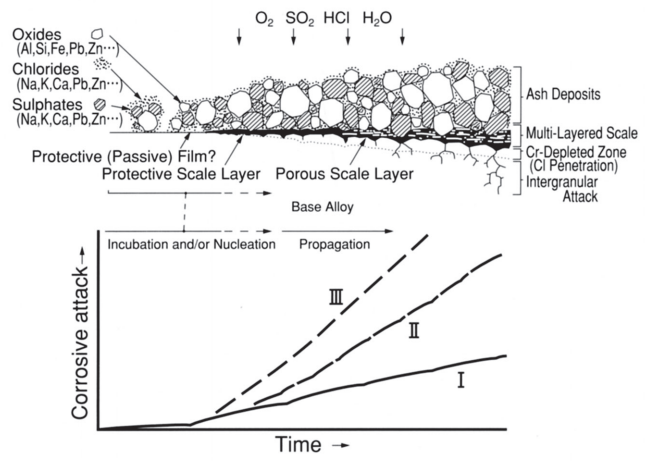 O₂ SO₂ HCl H₂O
Oxides
(Al,Si,Fe,Pb,Zn···)
Chlorides
(Na,K,Ca,Pb,Zn···)
Sulphates
(Na,K,Ca,Pb,Zn···)
Ash Deposits
Multi-Layered Scale
Cr-Depleted Zone
(Cl Penetration)
Intergranular
Attack
Protective (Passive) Film?
Protective Scale Layer
Porous Scale Layer
Base Alloy
Incubation and/or Nucleation
Propagation
Corrosive attack→
III
II
I
Time →